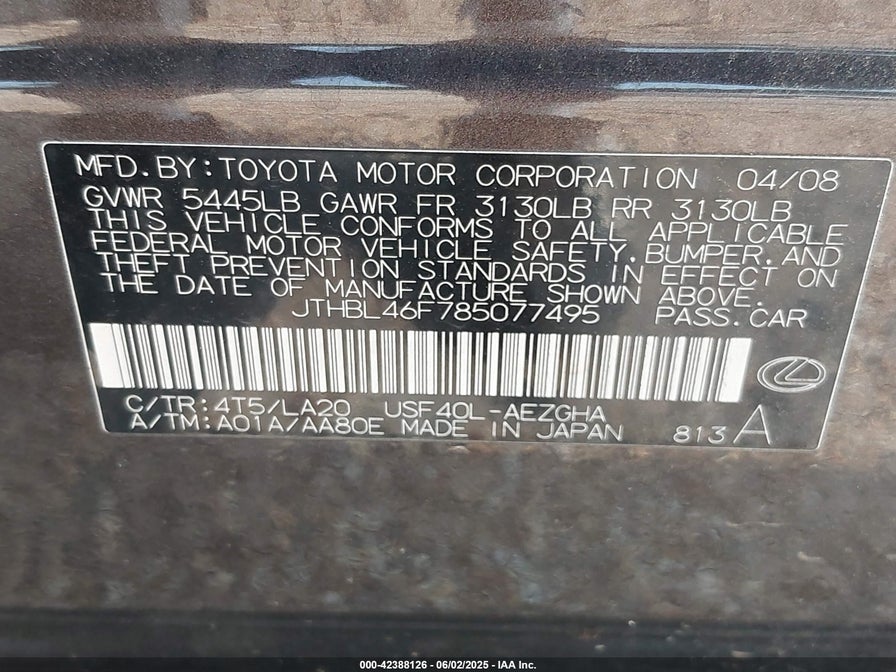 MFD.BY:TOYOTA MOTOR CORPORATION 04/08
GVWR 5445LB GAWR FR 3130LB RR 3130LB
THIS VEHICLE CONFORMS TO ALL APPLICABLE
FEDERAL MOTOR VEHICLE SAFETY.BUMPER.AND
THEFT PREVENTION STANDARDS IN EFFECT ON
THE DATE OF MANUFACTURE SHOWN ABOVE.
JTHBL46F785077495 PASS.CAR
C/TR:4T5/LA20 USF40L-AEZGHA
A/TM:A01A/AA80E MADE IN JAPAN 813A
000-42388126 - 06/02/2025 - IAA Inc.